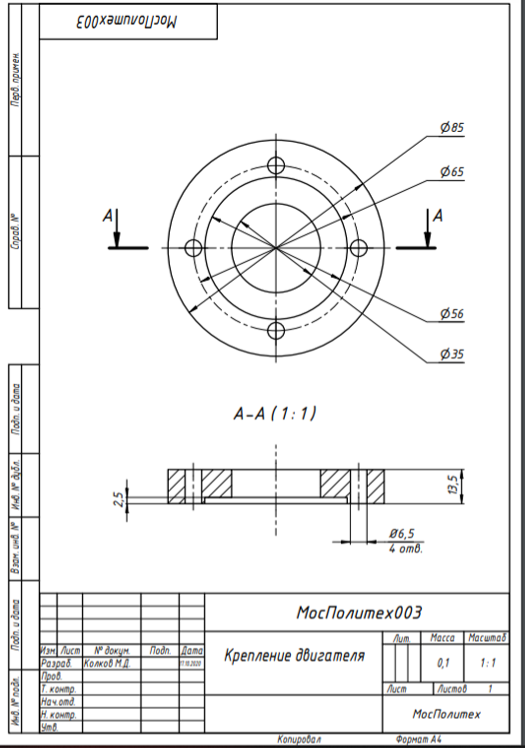 МосПолитех003
Перв. примен.
Справ. №
Подп. и дата
Инв. № дубл.
Взам. инв. №
Подп. и дата
Инв. № подл.
Ø85
Ø65
А
А
Ø56
Ø35
А-А (1:1)
2,5
13,5
Ø6,5
4 отв.
МосПолитех003
Изм. Лист № докум. Подп. Дата
Разраб. Колков М.Д. 17.10.2020
Пров.
Т. контр.
Нач.отд.
Н. контр.
Утв.
Крепление двигателя
Лит. Масса Масштаб
0,1 1:1
Лист Листов 1
МосПолитех
Копировал Формат А4